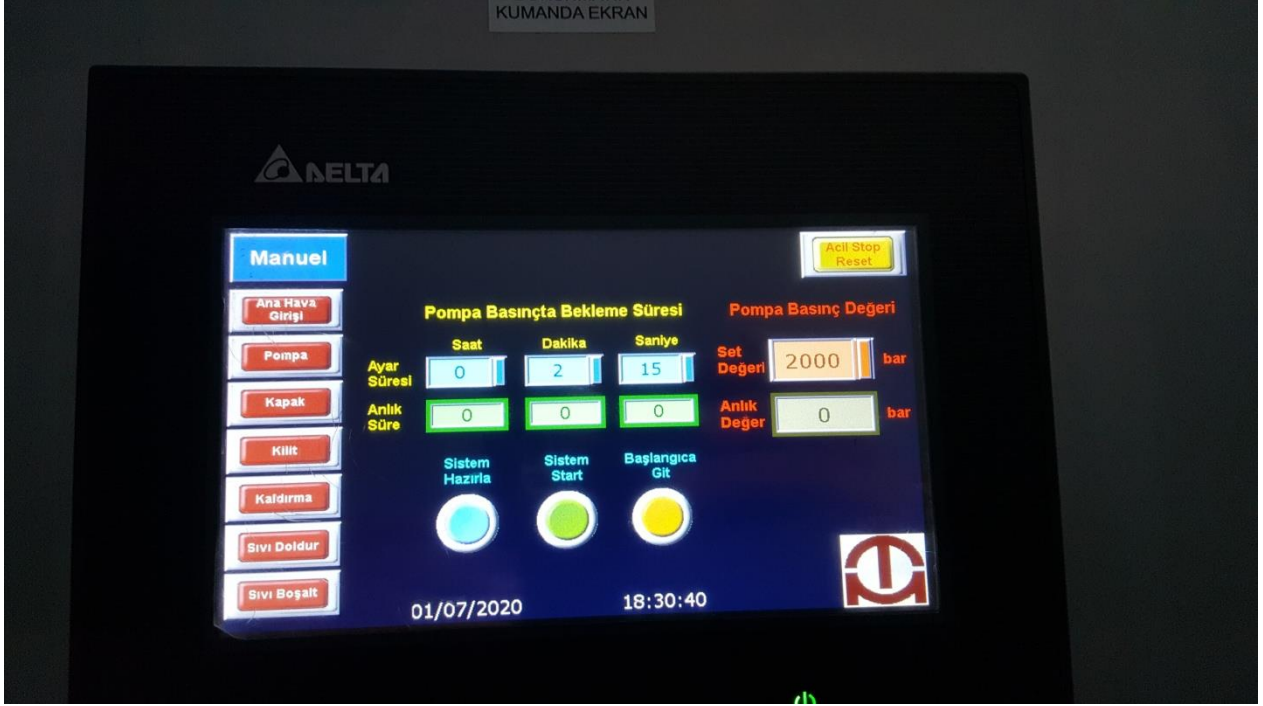 KUMANDA EKRAN
DELTA
Manuel
Acil Stop
Reset
Ana Hava
Girişi
Pompa
Kapak
Kilit
Kaldırma
Sıvı Doldur
Sıvı Boşalt
Pompa Basınçta Bekleme Süresi
Saat Dakika Saniye
Ayar
Süresi
0 2 15
Anlık
Süre
0 0 0
Pompa Basınç Değeri
Set
Değeri
2000 bar
Anlık
Değer
0 bar
Sistem
Hazırla
Sistem
Start
Başlangıca
Git
01/07/2020 18:30:40